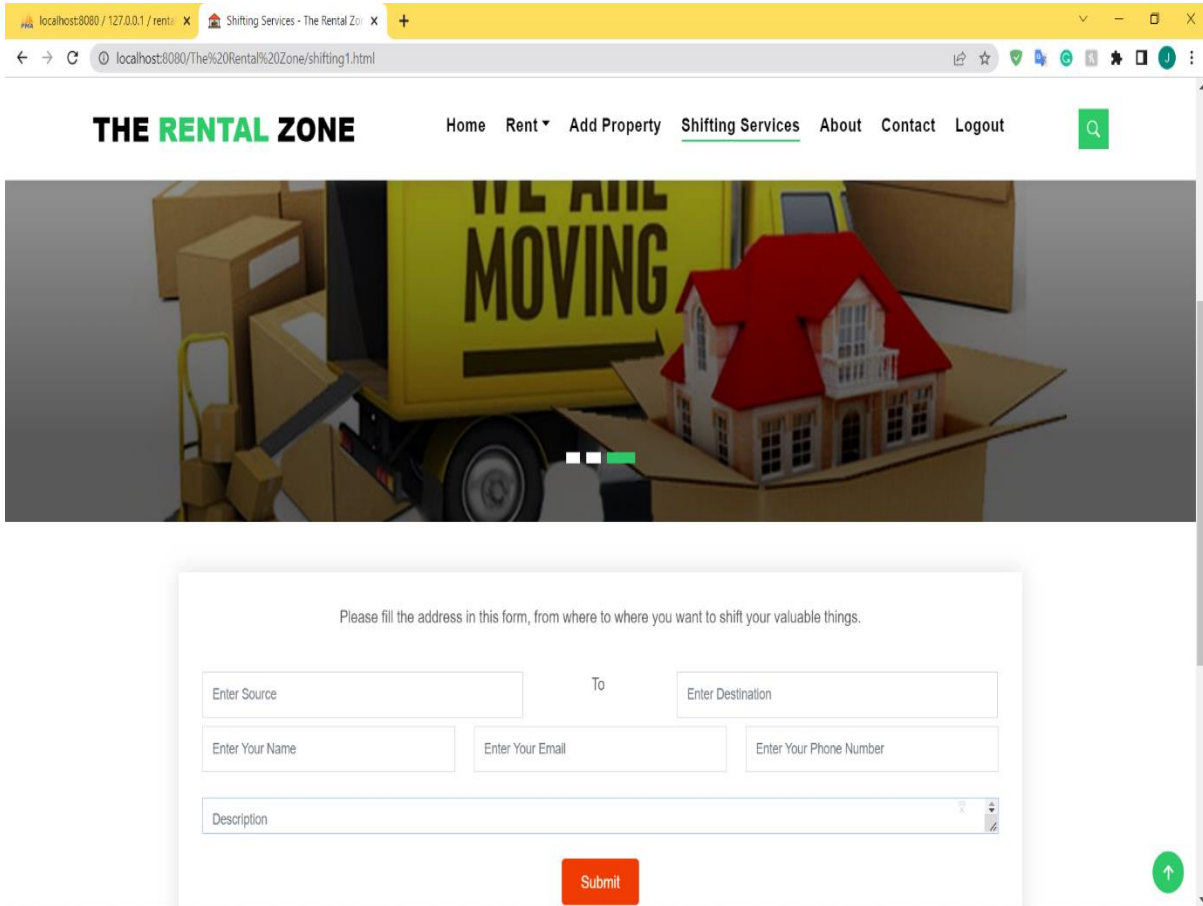 localhost:8080 / 127.0.0.1 / renta
Shifting Services - The Rental Zo
localhost:8080/The%20Rental%20Zone/shifting1.html
J
THE RENTAL ZONE
Home Rent Add Property Shifting Services About Contact Logout
WE ARE
MOVING
Please fill the address in this form, from where to where you want to shift your valuable things.
Enter Source To Enter Destination
Enter Your Name Enter Your Email Enter Your Phone Number
Description
Submit